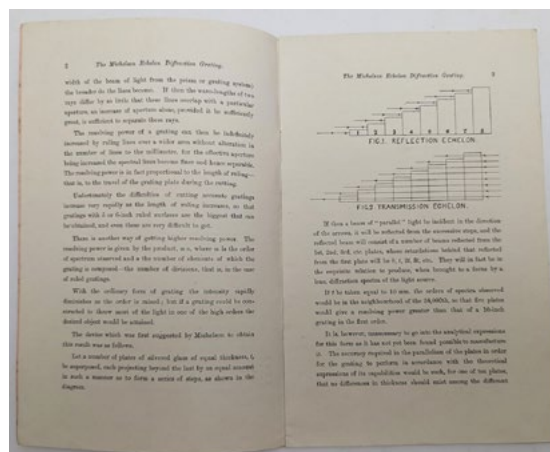 2 The Michelson Echelon Diffraction Grating.
width of the beam of light from the prism or grating system;
the broader do the lines become. If then the wave-lengths of two
rays differ by so little that these lines overlap with a particular
aperture, an increase of aperture alone, provided it be sufficiently
great, is sufficient to separate these rays.
The resolving power of a grating can thus be indefinitely
increased by ruling lines over a wider area without alteration in
the number of lines to the millimetre, for the effective aperture
being increased the spectral lines become finer and hence separable.
The resolving power is in fact proportional to the length of ruling—
that is, to the travel of the grating plate during the cutting.
Unfortunately the difficulties of cutting accurate gratings
increase very rapidly as the length of ruling increases, so that
gratings with 5 or 6-inch ruled surfaces are the biggest that can
be obtained, and even these are very difficult to get.
There is another way of getting higher resolving power. The
resolving power is given by the product, n s, where n is the order
of spectrum observed and s the number of elements of which the
grating is composed—the number of divisions, that is, in the case
of ruled gratings.
With the ordinary form of grating the intensity rapidly
diminishes as the order is raised; but if a grating could be con-
structed to throw most of the light in one of the high orders the
desired object would be attained.
The device which was first suggested by Michelson to obtain
this result was as follows.
Let a number of plates of silvered glass of equal thickness, t,
be superposed, each projecting beyond the last by an equal amount
in such a manner as to form a series of steps, as shown in the
diagram.
The Michelson Echelon Diffraction Grating. 3
1 2 3 4 5 6 7 8
FIG.1. REFLECTION ECHELON.
FIG.2 TRANSMISSION ECHELON.
If then a beam of "parallel" light be incident in the direction
of the arrows, it will be reflected from the successive steps, and the
reflected beam will consist of a number of beams reflected from the
1st, 2nd, 3rd, etc. plates, whose retardations behind that reflected
from the first plate will be etc. They will in fact be in
the requisite relation to produce, when brought to a focus by a
lens, diffraction spectra of the light source.
If t be taken equal to 10 mm. the orders of spectra observed
would be in the neighbourhood of the so that five plates
would give a resolving power greater than that of a 10-inch
grating in the first order.
It is, however, unnecessary to go into the analytical expressions
for this form as it has not yet been found possible to manufacture
it. The accuracy required in the parallelism of the plates in order
for the grating to perform in accordance with the theoretical
expressions of its capabilities would be such, for one of ten plates,
that no differences in thickness should exist among the different